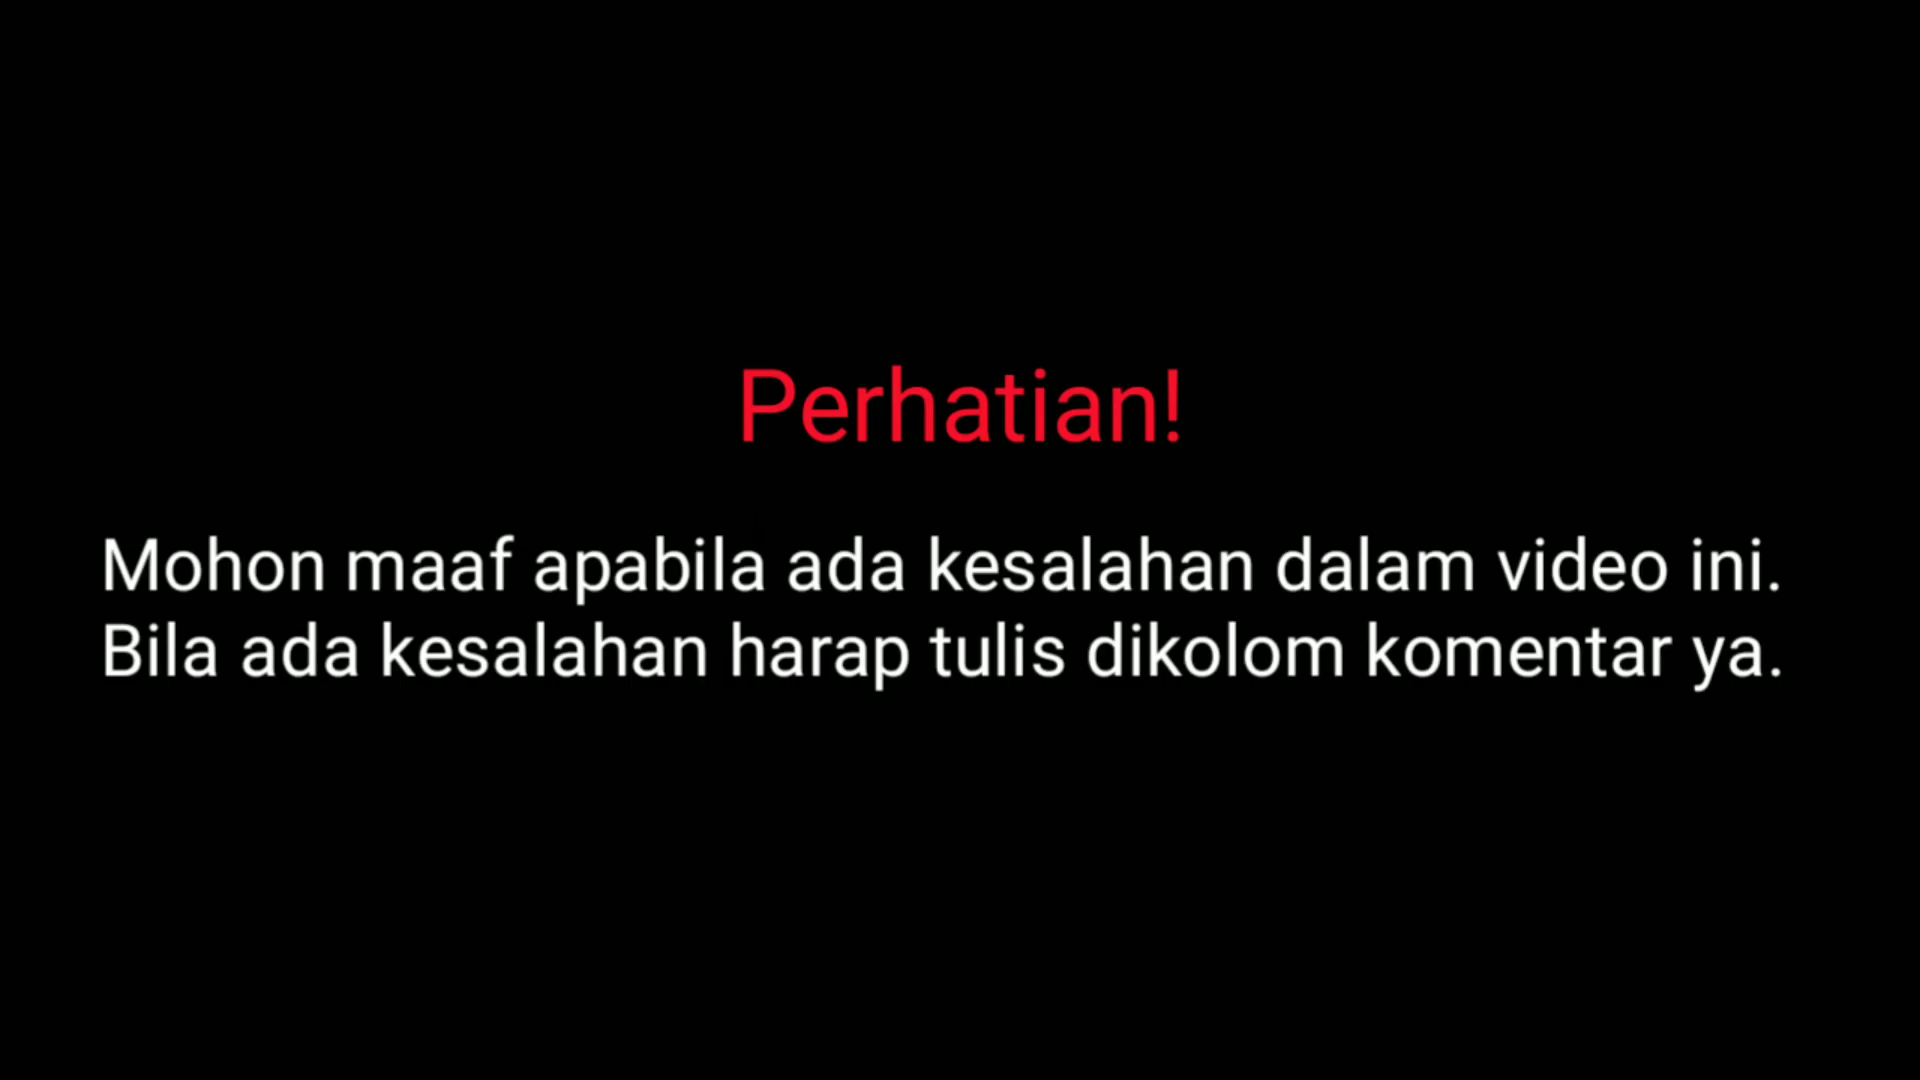 Perhatian!
Mohon maaf apabila ada kesalahan dalam video ini.
Bila ada kesalahan harap tulis dikolom komentar ya.